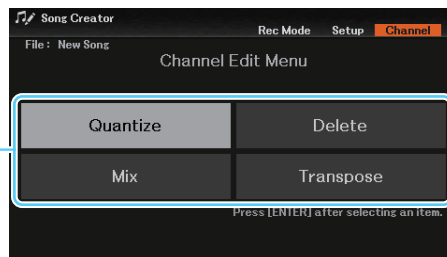 Song Creator
Rec Mode Setup Channel
File : New Song
Channel Edit Menu
Quantize Delete
Mix Transpose
Press [ENTER] after selecting an item.